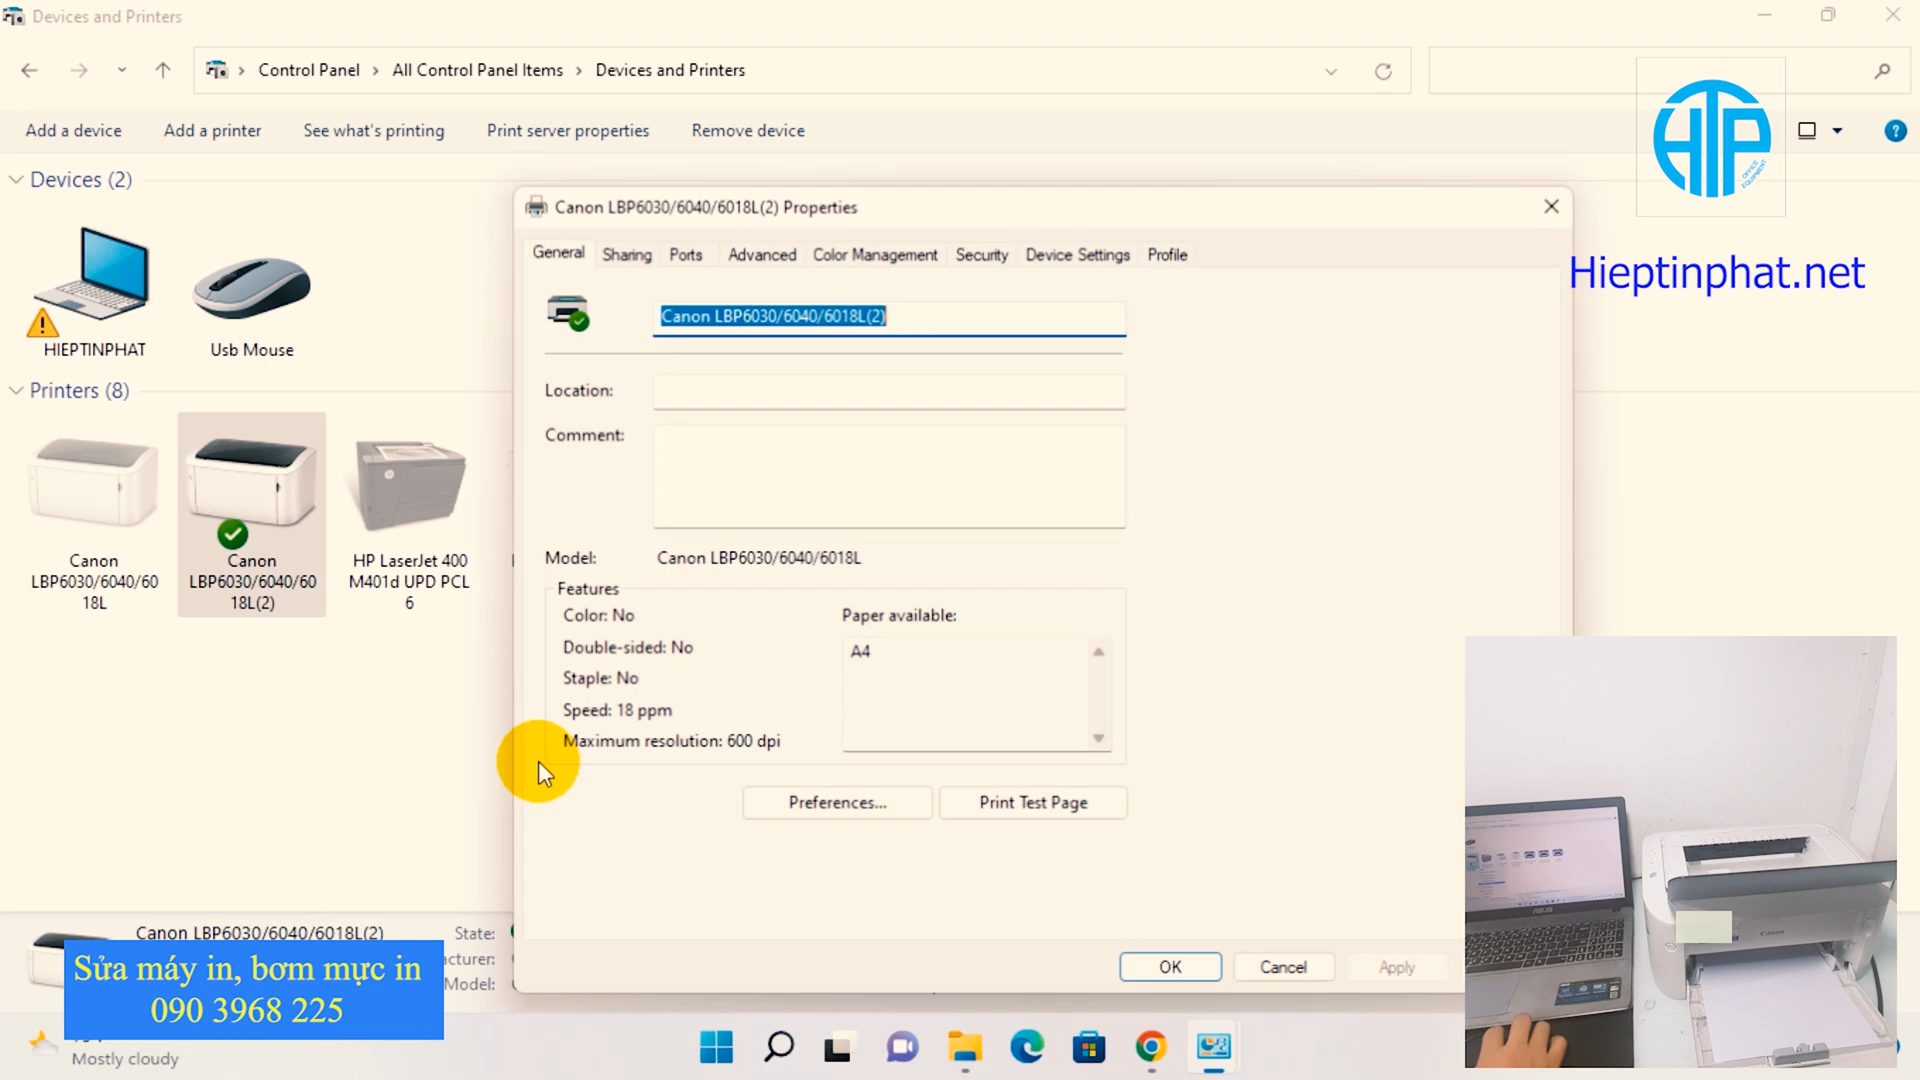 Devices and Printers
Control Panel > All Control Panel Items > Devices and Printers
Add a device Add a printer See what's printing Print server properties Remove device
HTP
OFFICE EQUIPMENT
Hieptinphat.net
Devices (2)
HIEPTINPHAT
Usb Mouse
Printers (8)
Canon
LBP6030/6040/60
18L
Canon
LBP6030/6040/60
18L(2)
HP LaserJet 400
M401d UPD PCL
6
Canon LBP6030/6040/6018L(2) Properties
General Sharing Ports Advanced Color Management Security Device Settings Profile
Canon LBP6030/6040/6018L(2)
Location:
Comment:
Model: Canon LBP6030/6040/6018L
Features
Color: No
Double-sided: No
Staple: No
Speed: 18 ppm
Maximum resolution: 600 dpi
Paper available:
A4
Preferences...
Print Test Page
OK
Cancel
Apply
Canon LBP6030/6040/6018L(2)
State:
acturer:
Model:
Sửa máy in, bơm mực in
090 3968 225
Mostly cloudy
ASUS
Canon